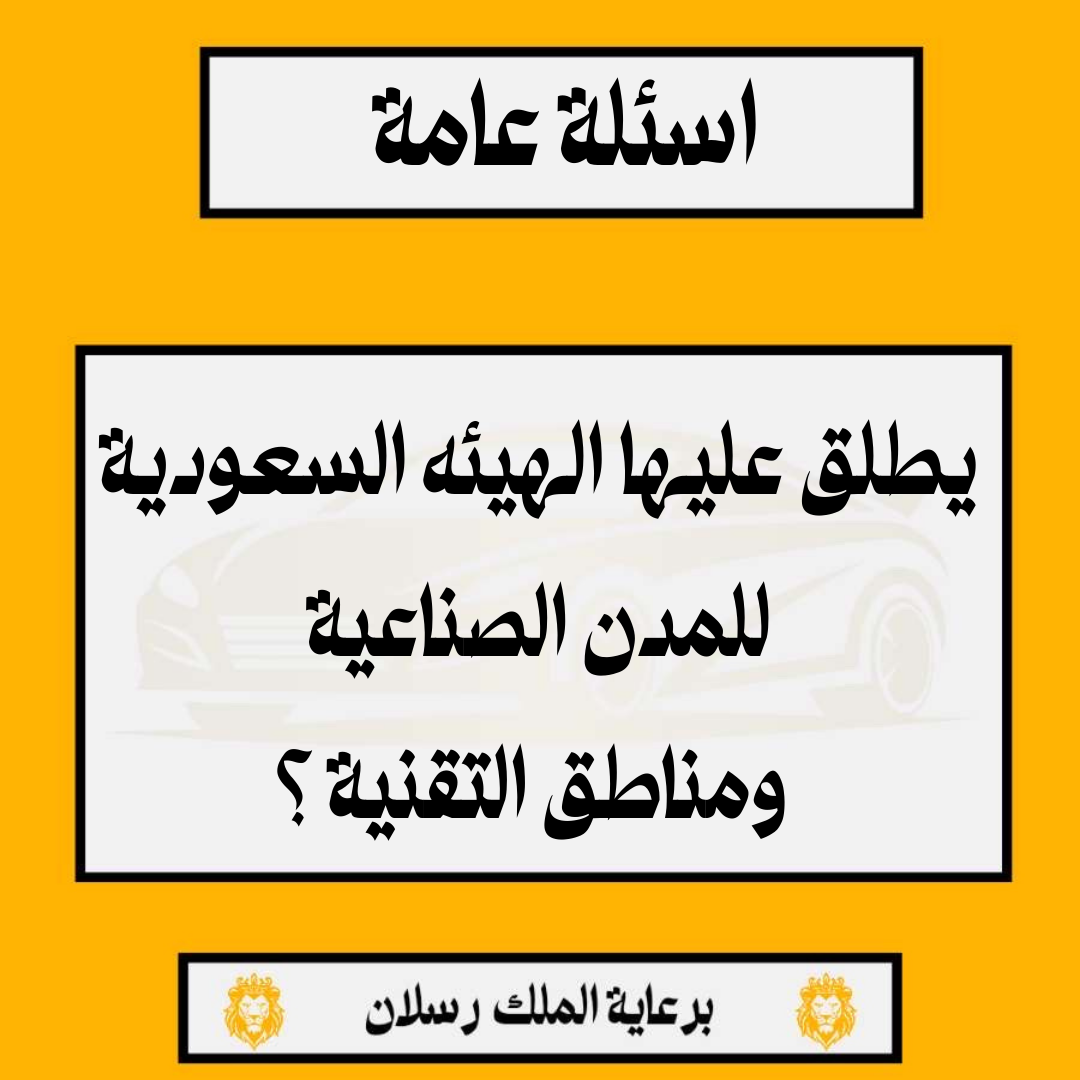 اسئلة عامة
يطلق عليها الهيئه السعودية
للمدن الصناعية
ومناطق التقنية ؟
برعاية الملك رسلان